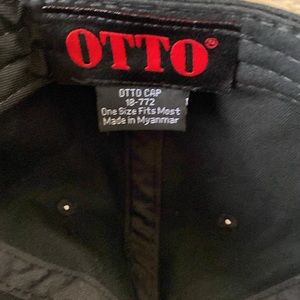 OTTO®
OTTO CAP
18-772
One Size Fits Most
Made in Myanmar